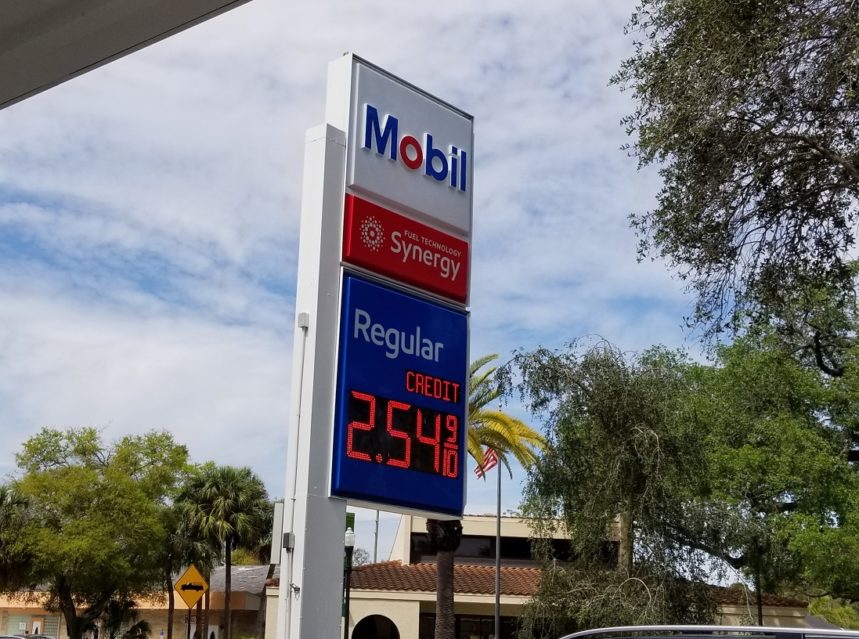 Mobil
FUEL TECHNOLOGY
Synergy
Regular
CREDIT
2.54 9/10